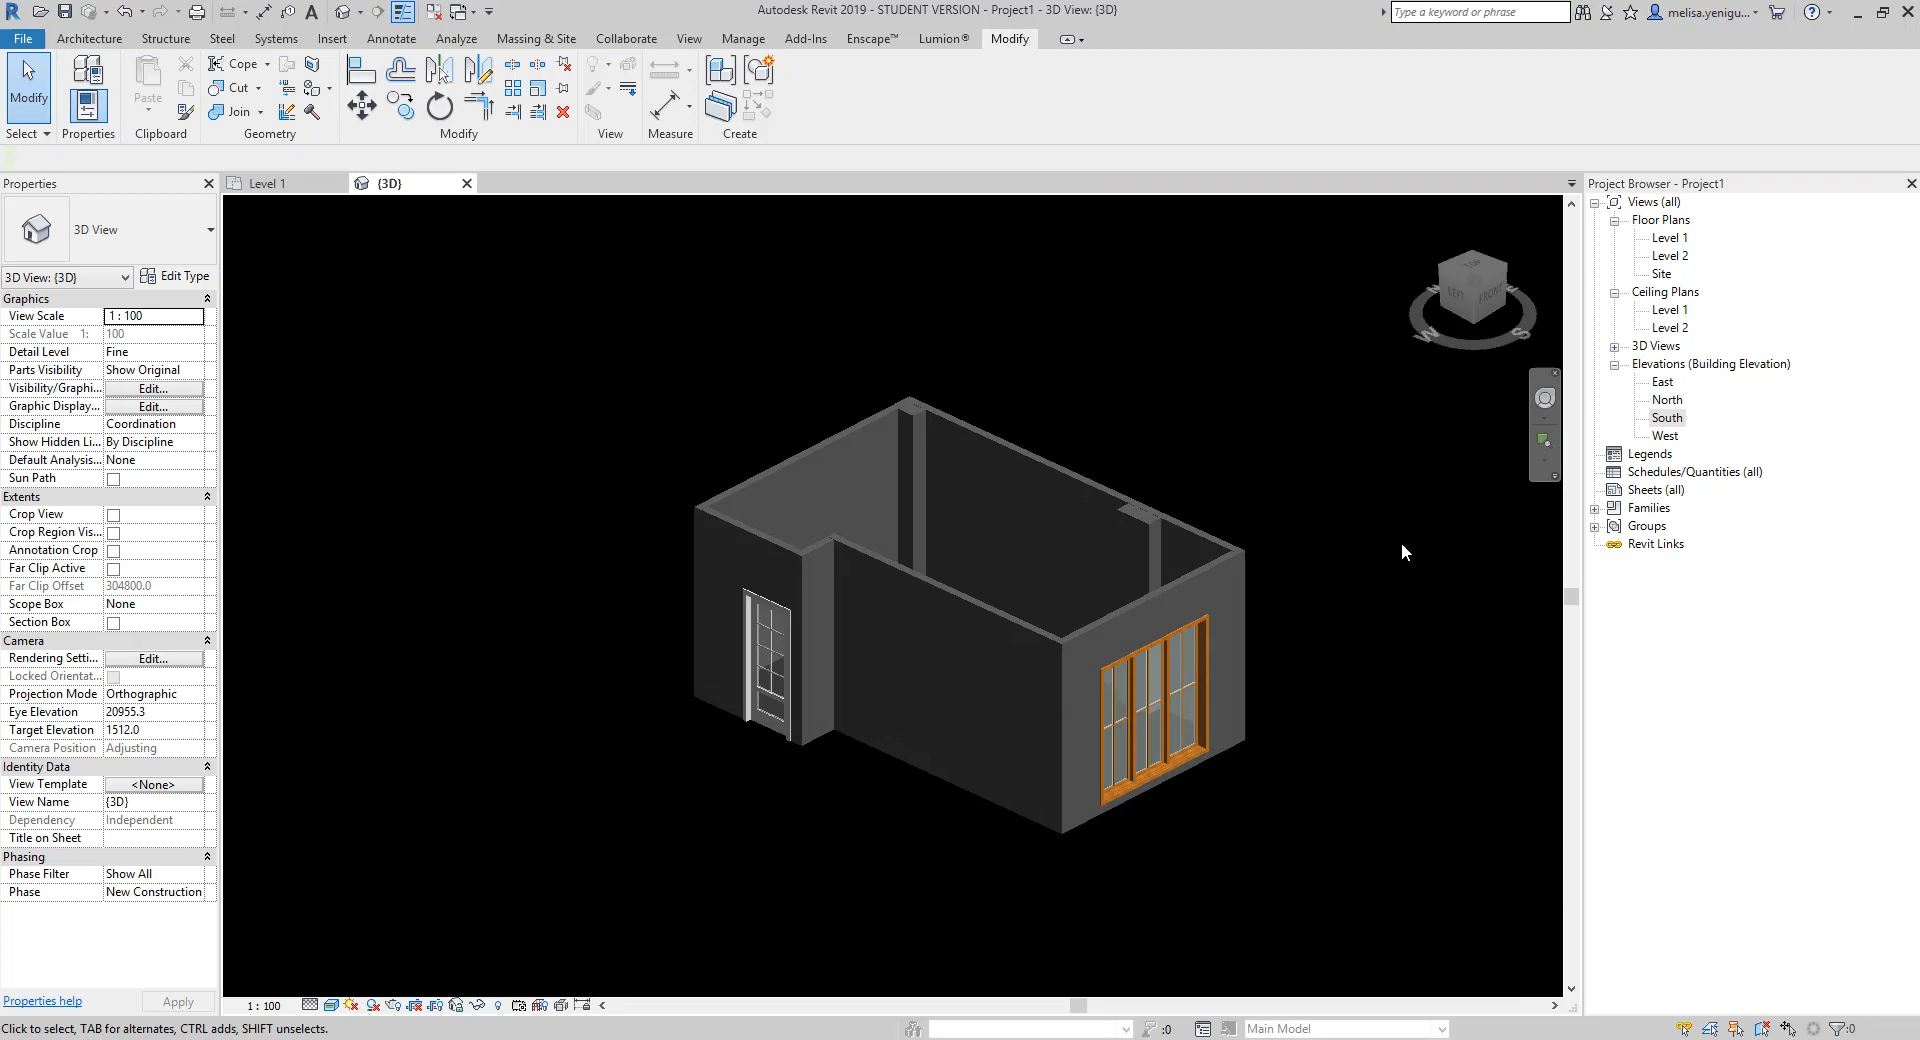 Autodesk Revit 2019 - STUDENT VERSION - Project1 - 3D View: {3D}
Type a keyword or phrase
melisa.yenigu...
File Architecture Structure Steel Systems Insert Annotate Analyze Massing & Site Collaborate View Manage Add-Ins Enscape™ Lumion® Modify
Modify Paste Cope Cut Join
Select Properties Clipboard Geometry Modify View Measure Create
Properties
3D View
3D View: {3D} Edit Type
Graphics
View Scale 1 : 100
Scale Value 1: 100
Detail Level Fine
Parts Visibility Show Original
Visibility/Graphi... Edit...
Graphic Display... Edit...
Discipline Coordination
Show Hidden Li... By Discipline
Default Analysis... None
Sun Path
Extents
Crop View
Crop Region Vis...
Annotation Crop
Far Clip Active
Far Clip Offset 304800.0
Scope Box None
Section Box
Camera
Rendering Setti... Edit...
Locked Orientat...
Projection Mode Orthographic
Eye Elevation 20955.3
Target Elevation 1512.0
Camera Position Adjusting
Identity Data
View Template <None>
View Name {3D}
Dependency Independent
Title on Sheet
Phasing
Phase Filter Show All
Phase New Construction
Properties help Apply
Level 1 {3D}
TOP
LEFT FRONT
W S
Project Browser - Project1
Views (all)
Floor Plans
Level 1
Level 2
Site
Ceiling Plans
Level 1
Level 2
3D Views
Elevations (Building Elevation)
East
North
South
West
Legends
Schedules/Quantities (all)
Sheets (all)
Families
Groups
Revit Links
1 : 100
Click to select, TAB for alternates, CTRL adds, SHIFT unselects.
:0
Main Model
:0